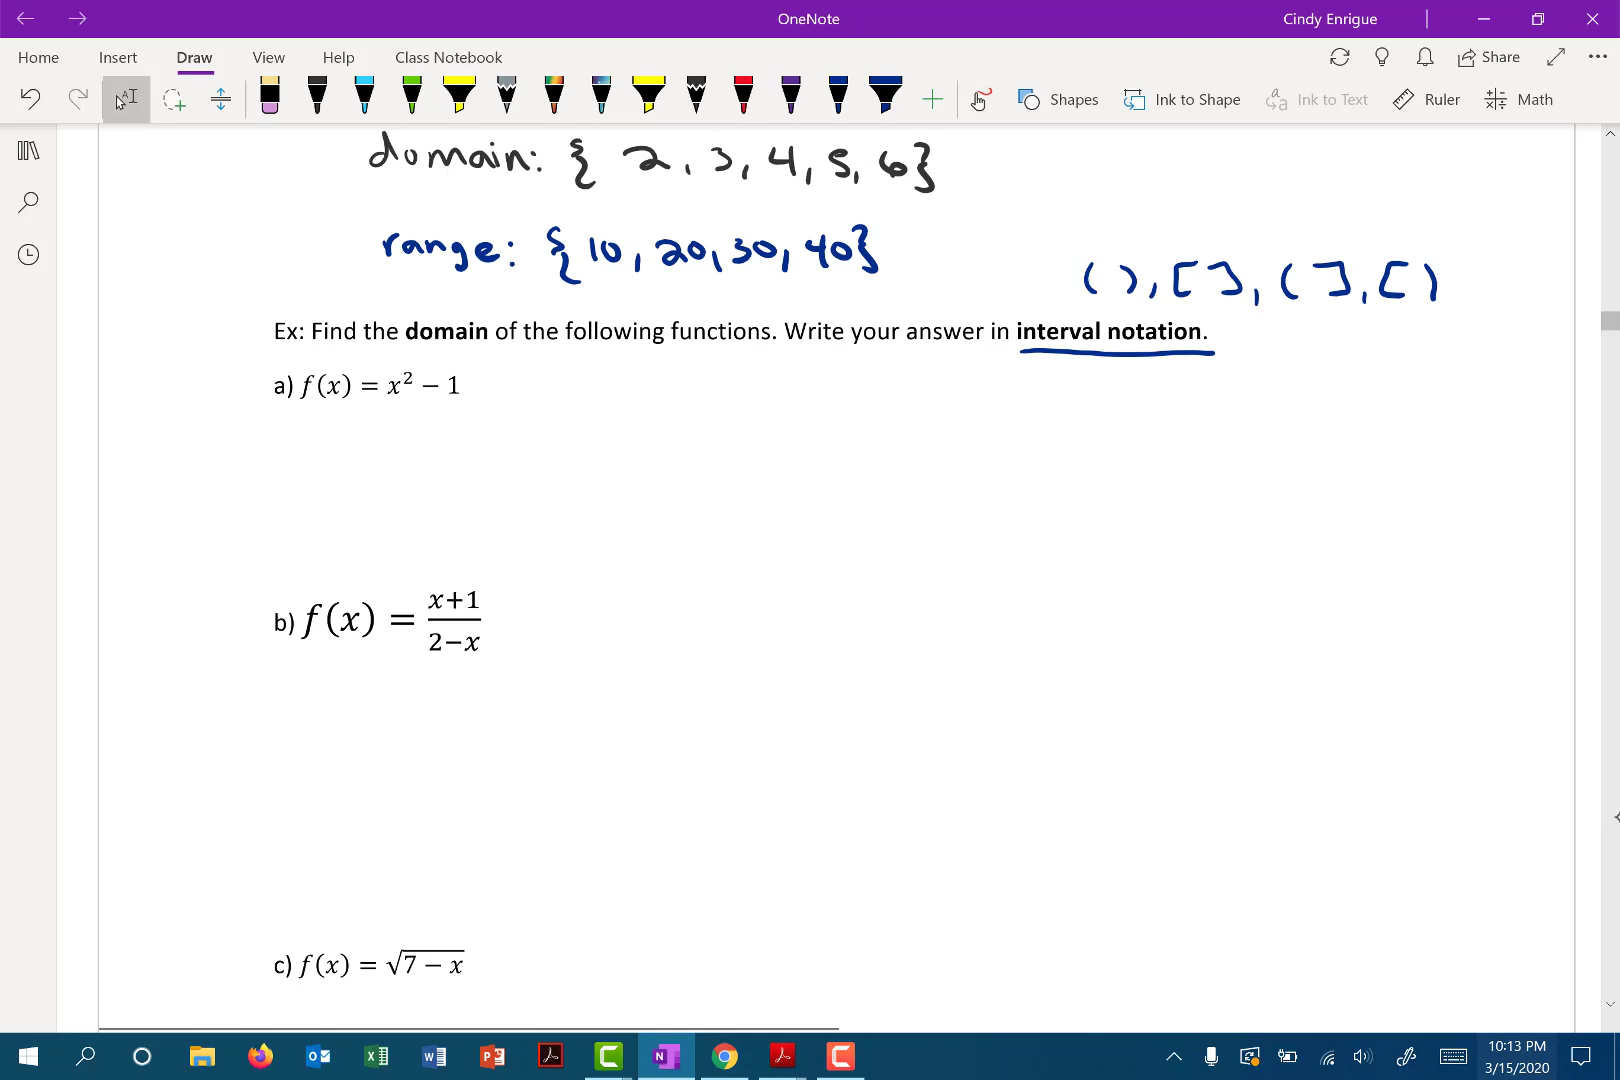 OneNote
Cindy Enrigue
Home Insert Draw View Help Class Notebook Share
Shapes Ink to Shape Ink to Text Ruler Math
domain: { 2, 3, 4, 5, 6}
range: {10, 20, 30, 40}
( ), [ ], ( ], [ )
Ex: Find the domain of the following functions. Write your answer in interval notation.
a) f(x) = x² − 1
b) f(x) = \frac{x+1}{2−x}
c) f(x) = √(7 − x)
10:13 PM
3/15/2020